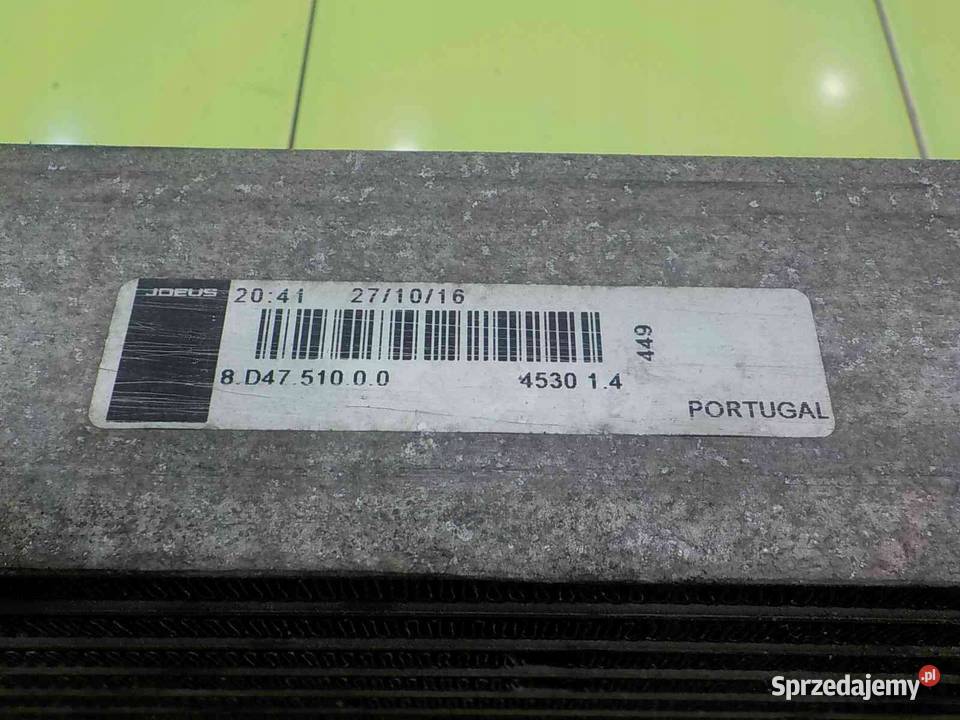 JDEUS 20:41 27/10/16
449
8.D47.510.0.0 4530 1.4
PORTUGAL
Sprzedajemy.pl